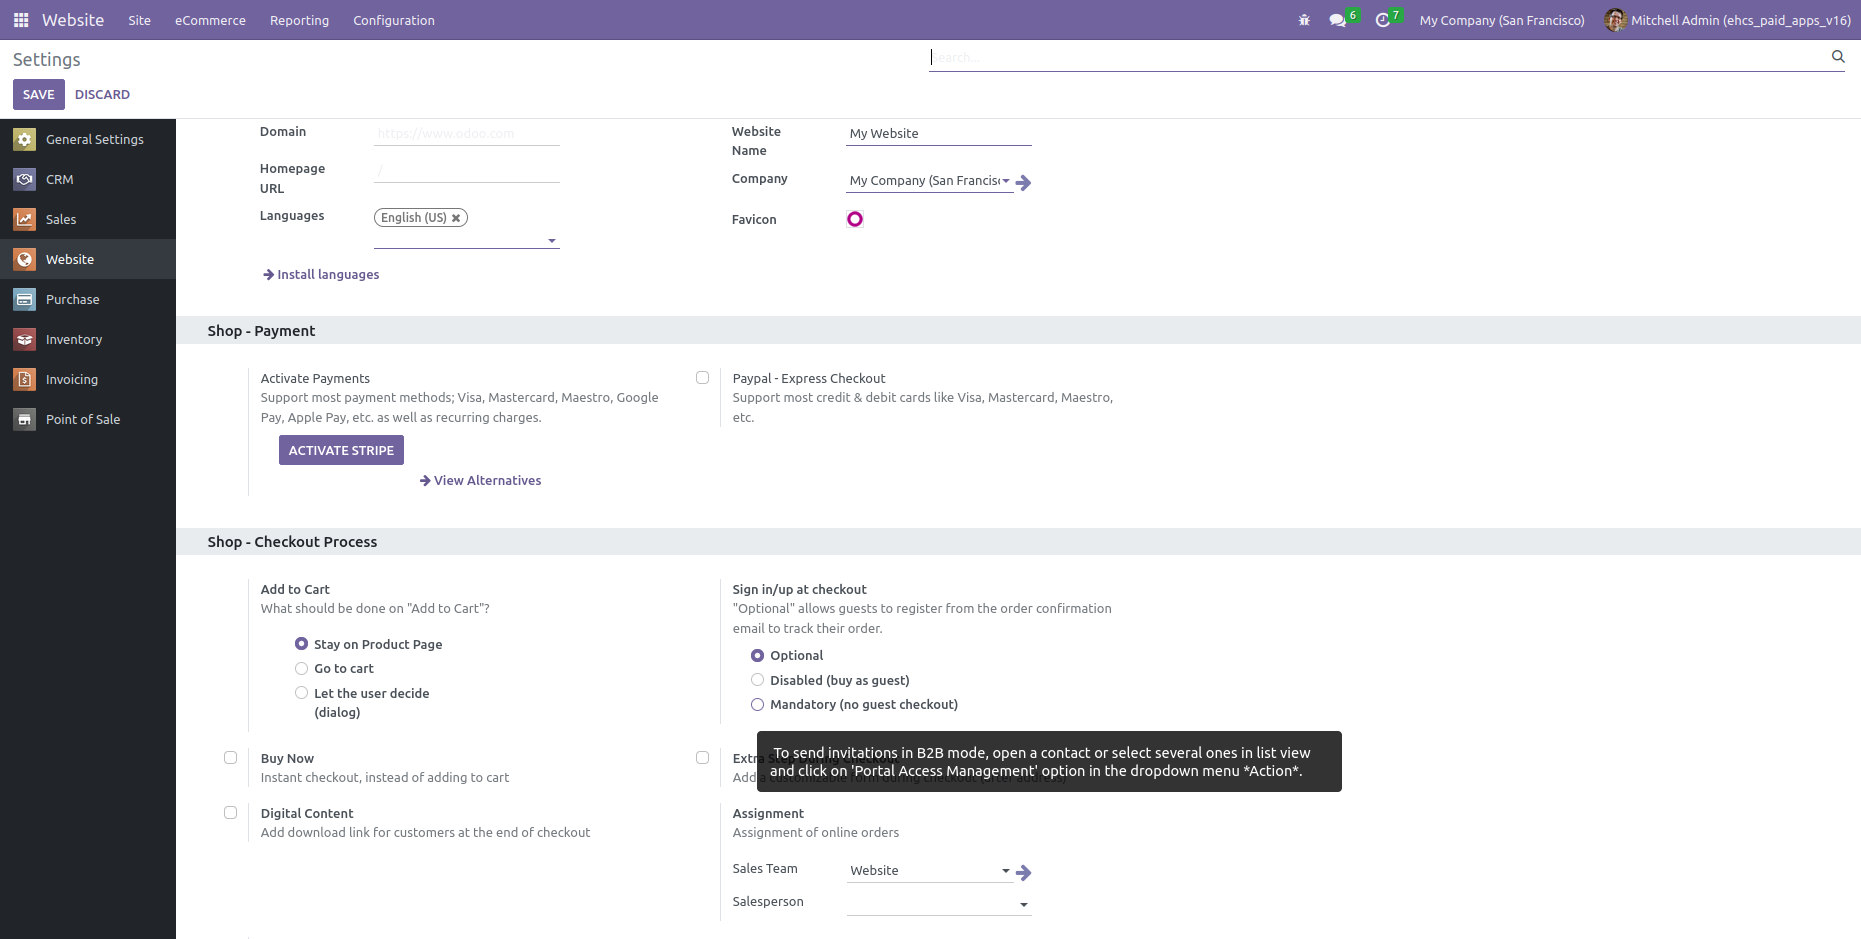 Website Site eCommerce Reporting Configuration 6 7 My Company (San Francisco) Mitchell Admin (ehcs_paid_apps_v16)
Settings
Search...
SAVE DISCARD
General Settings
CRM
Sales
Website
Purchase
Inventory
Invoicing
Point of Sale
Domain https://www.odoo.com
Homepage URL /
Languages English (US)
Install languages
Website Name My Website
Company My Company (San Francisc
Favicon
Shop - Payment
Activate Payments
Support most payment methods; Visa, Mastercard, Maestro, Google
Pay, Apple Pay, etc. as well as recurring charges.
ACTIVATE STRIPE
View Alternatives
Paypal - Express Checkout
Support most credit & debit cards like Visa, Mastercard, Maestro,
etc.
Shop - Checkout Process
Add to Cart
What should be done on "Add to Cart"?
Stay on Product Page
Go to cart
Let the user decide
(dialog)
Sign in/up at checkout
"Optional" allows guests to register from the order confirmation
email to track their order.
Optional
Disabled (buy as guest)
Mandatory (no guest checkout)
To send invitations in B2B mode, open a contact or select several ones in list view
and click on 'Portal Access Management' option in the dropdown menu *Action*.
Buy Now
Instant checkout, instead of adding to cart
Extra Step During Checkout
Add a customizable form during checkout (after address)
Digital Content
Add download link for customers at the end of checkout
Assignment
Assignment of online orders
Sales Team Website
Salesperson